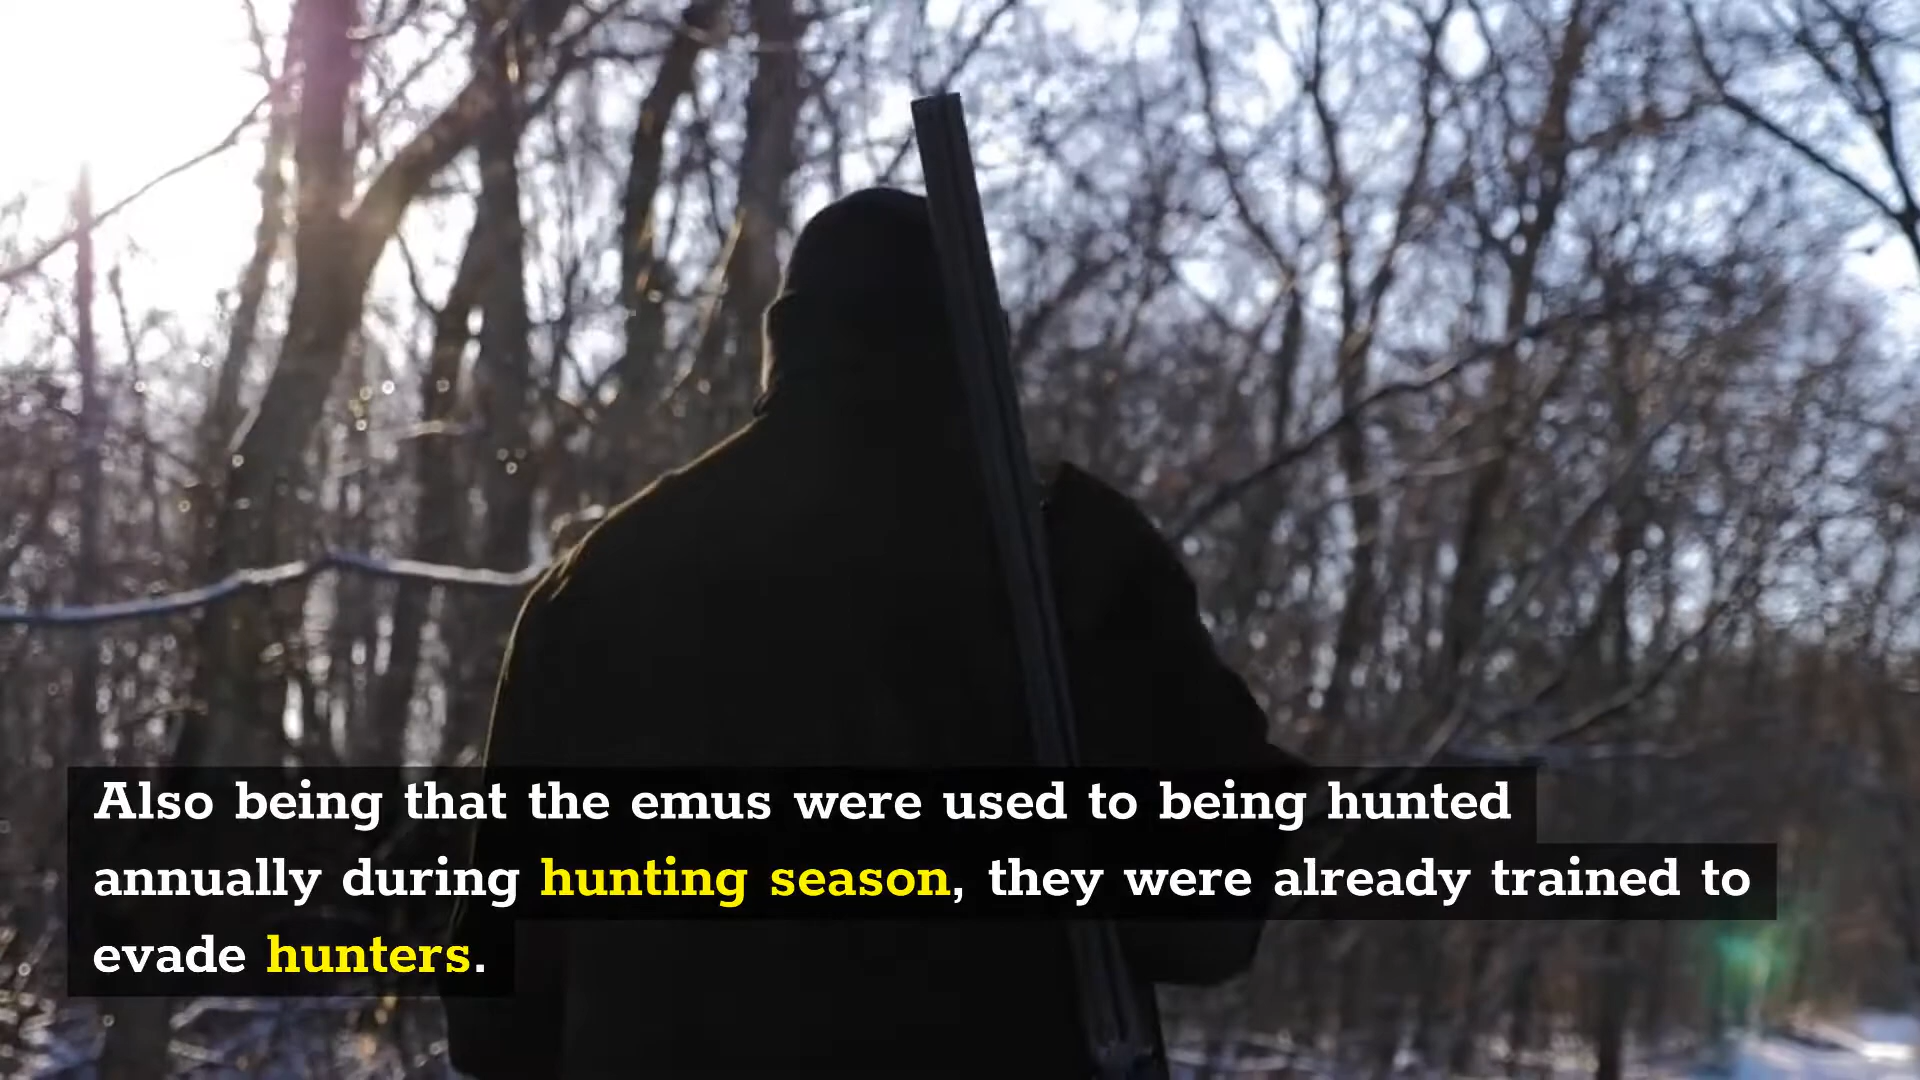 Also being that the emus were used to being hunted
annually during hunting season, they were already trained to
evade hunters.